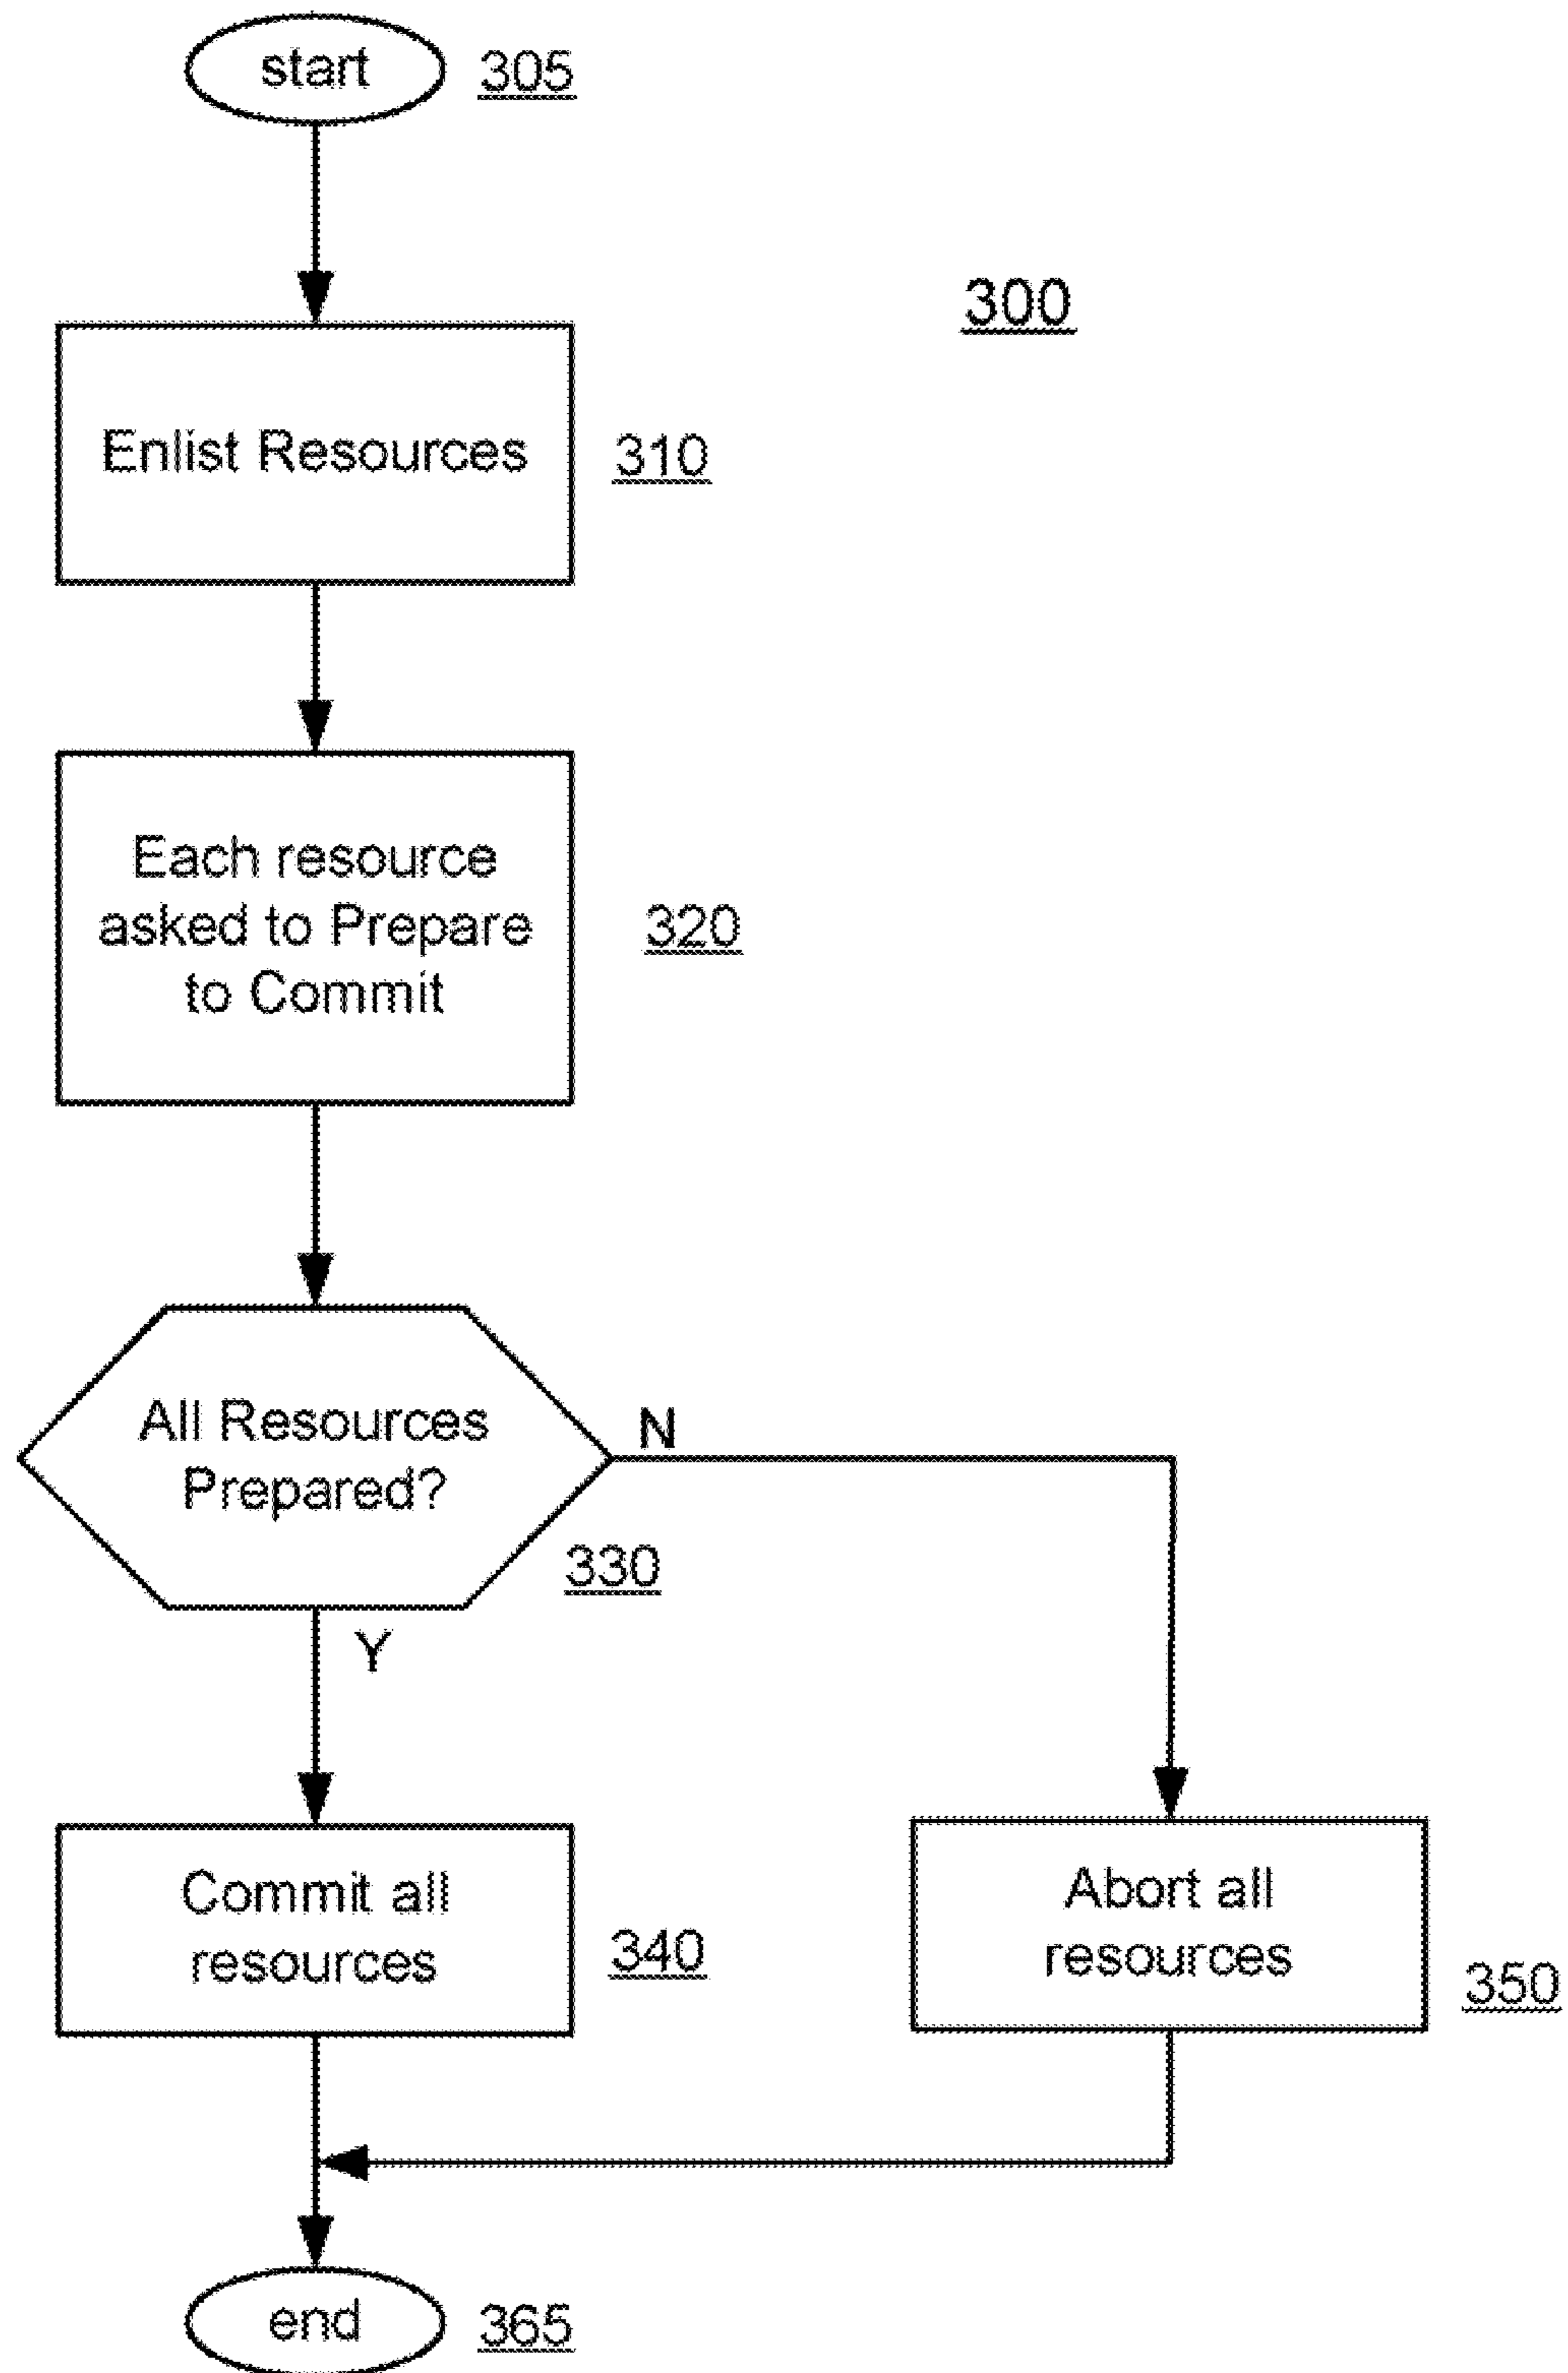 start
305
300
Enlist Resources
310
Each resource
asked to Prepare
to Commit
320
All Resources
Prepared?
N
330
Y
Commit all
resources
340
Abort all
resources
350
end
365